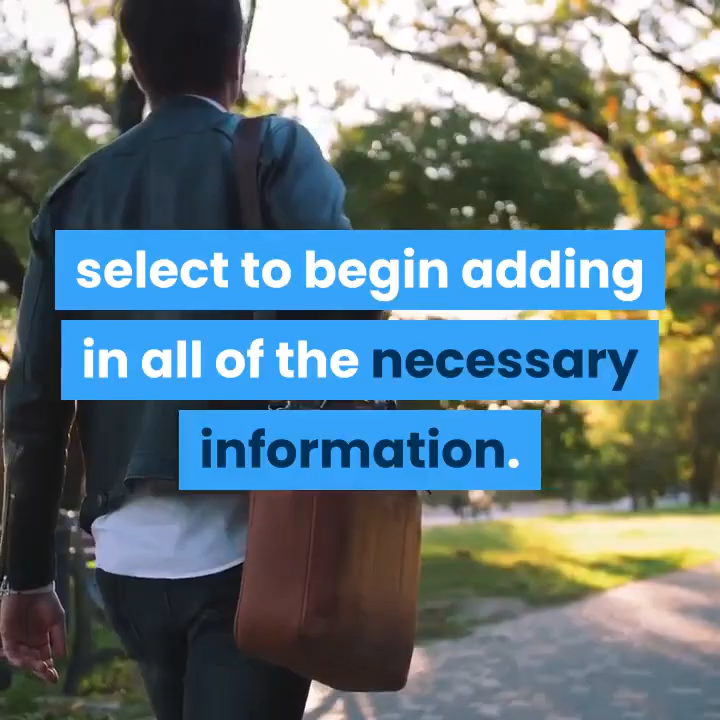 select to begin adding
in all of the necessary
information.